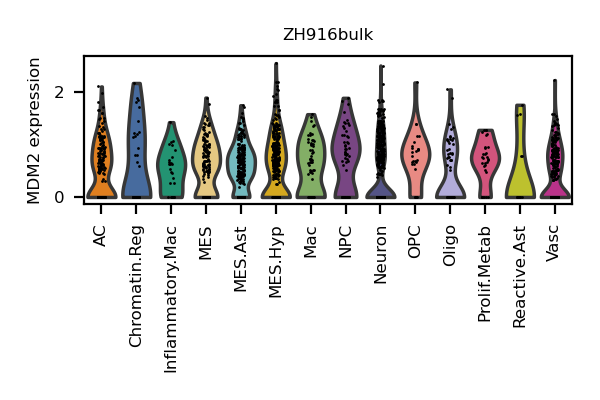 ZH916bulk
MDM2 expression
2
0
AC
Chromatin.Reg
Inflammatory.Mac
MES
MES.Ast
MES.Hyp
Mac
NPC
Neuron
OPC
Oligo
Prolif.Metab
Reactive.Ast
Vasc